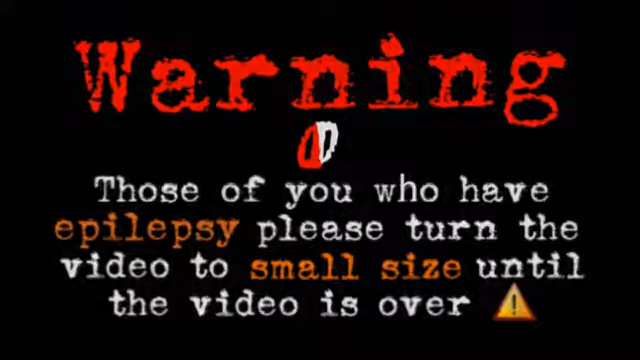 Warning
Those of you who have
epilepsy please turn the
video to small size until
the video is over ⚠